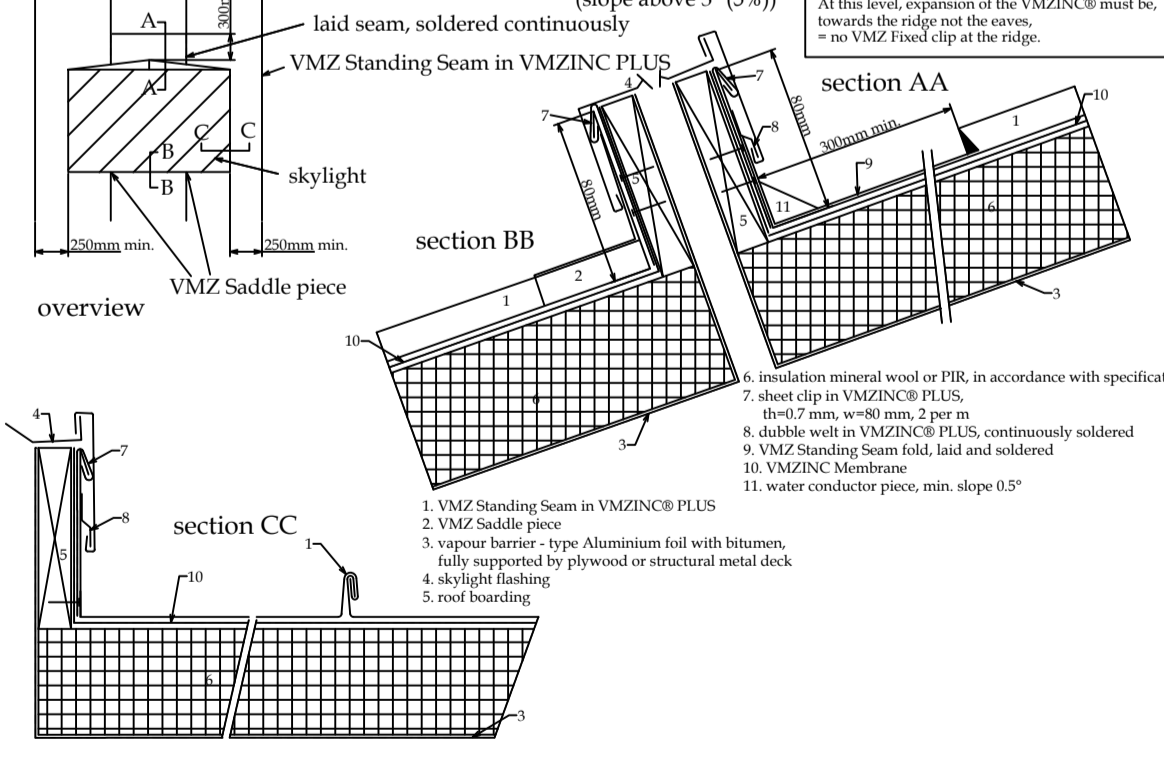 (slope above 3° (5%))
At this level, expansion of the VMZINC® must be,
towards the ridge not the eaves,
= no VMZ Fixed clip at the ridge.
A
A
laid seam, soldered continuously
VMZ Standing Seam in VMZINC PLUS
C
C
B
B
skylight
250mm min.
250mm min.
VMZ Saddle piece
overview
section BB
4
7
5
80mm
2
1
10
6
3
section AA
7
8
80mm
300mm min.
9
11
5
1
10
6
3
section CC
4
7
8
5
10
1
6
3
1. VMZ Standing Seam in VMZINC® PLUS
2. VMZ Saddle piece
3. vapour barrier - type Aluminium foil with bitumen,
fully supported by plywood or structural metal deck
4. skylight flashing
5. roof boarding
6. insulation mineral wool or PIR, in accordance with
7. sheet clip in VMZINC® PLUS,
th=0.7 mm, w=80 mm, 2 per m
8. dubble welt in VMZINC® PLUS, continuously soldered
9. VMZ Standing Seam fold, laid and soldered
10. VMZINC Membrane
11. water conductor piece, min. slope 0.5°